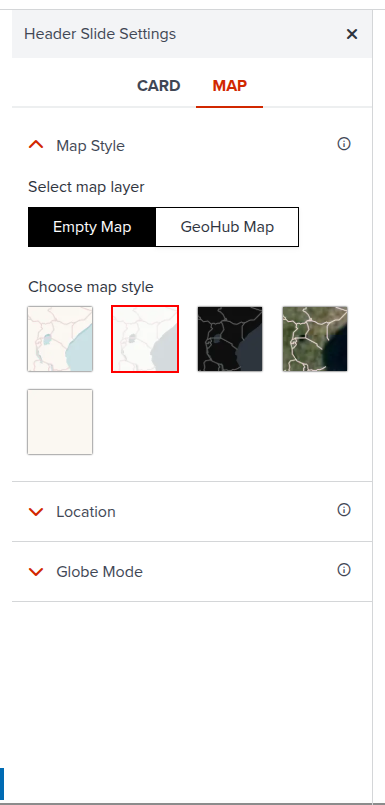 Header Slide Settings
CARD MAP
Map Style
Select map layer
Empty Map GeoHub Map
Choose map style
Location
Globe Mode